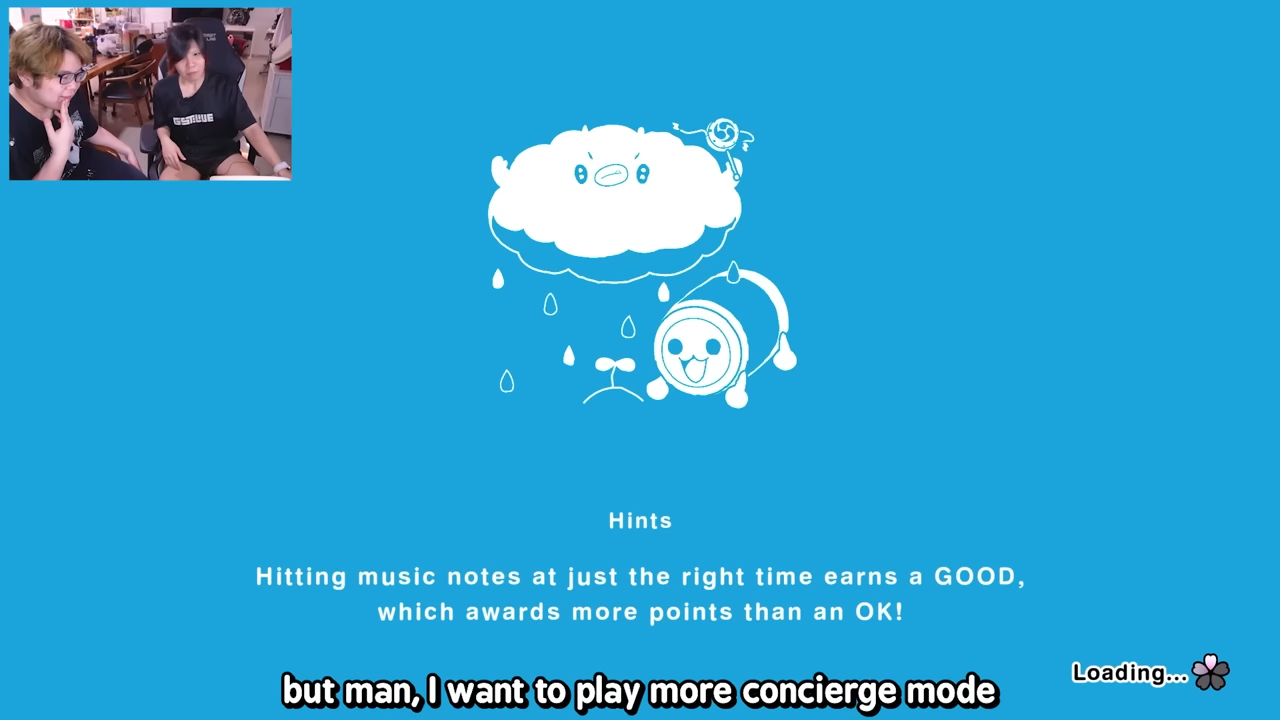 GSTLIVE
Hints
Hitting music notes at just the right time earns a GOOD,
which awards more points than an OK!
Loading...
but man, I want to play more concierge mode